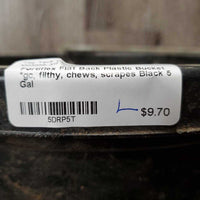 Fortiflex Flat Back Plastic Bucket
*gc, filthy, chews, scrapes Black 5
Gal
$9.70
5DRP5T